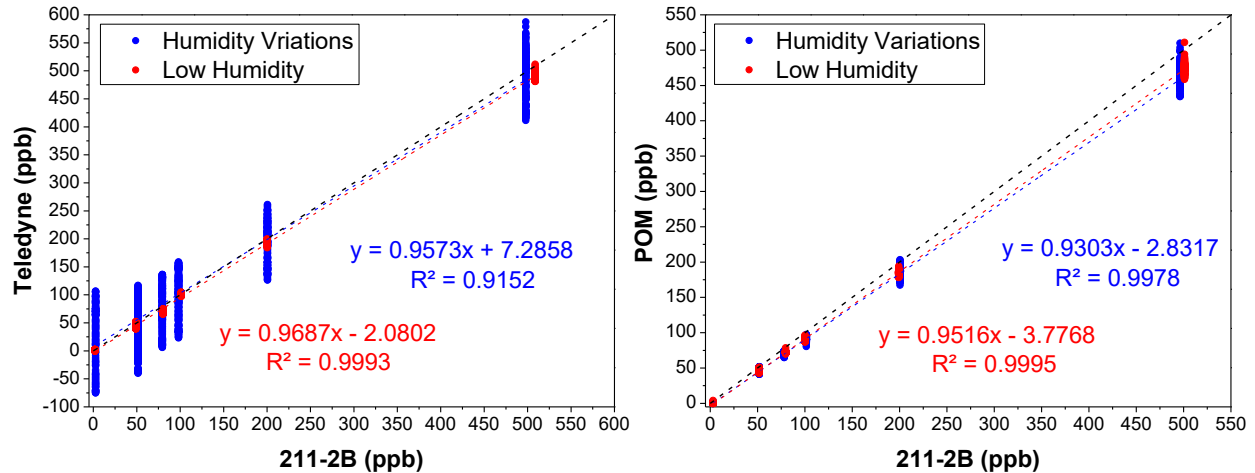 Humidity Vriations
Low Humidity
600
550
500
450
400
350
300
250
200
150
100
50
0
-50
-100
Teledyne (ppb)
y = 0.9573x + 7.2858
R² = 0.9152
y = 0.9687x - 2.0802
R² = 0.9993
0 50 100 150 200 250 300 350 400 450 500 550 600
211-2B (ppb)
Humidity Variations
Low Humidity
550
500
450
400
350
300
250
200
150
100
50
0
POM (ppb)
y = 0.9303x - 2.8317
R² = 0.9978
y = 0.9516x - 3.7768
R² = 0.9995
0 50 100 150 200 250 300 350 400 450 500 550
211-2B (ppb)